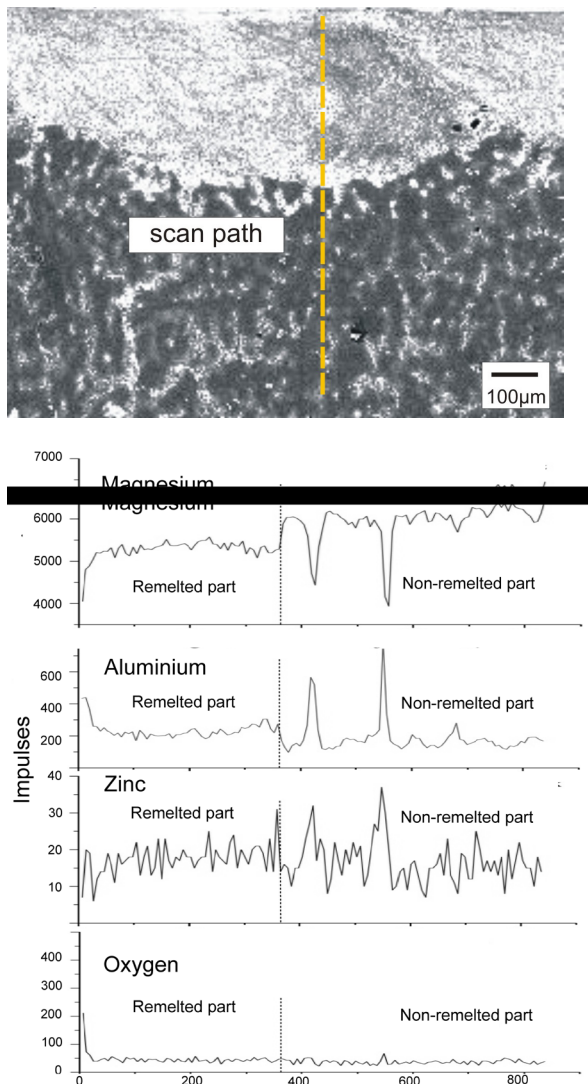 scan path
100µm
7000
Magnesium
Magnesium
6000
5000
4000
Remelted part
Non-remelted part
Aluminium
600
400
200
Remelted part
Non-remelted part
Impulses
40
30
20
10
Zinc
Remelted part
Non-remelted part
400
300
200
100
0
Oxygen
Remelted part
Non-remelted part
0
200
400
600
800